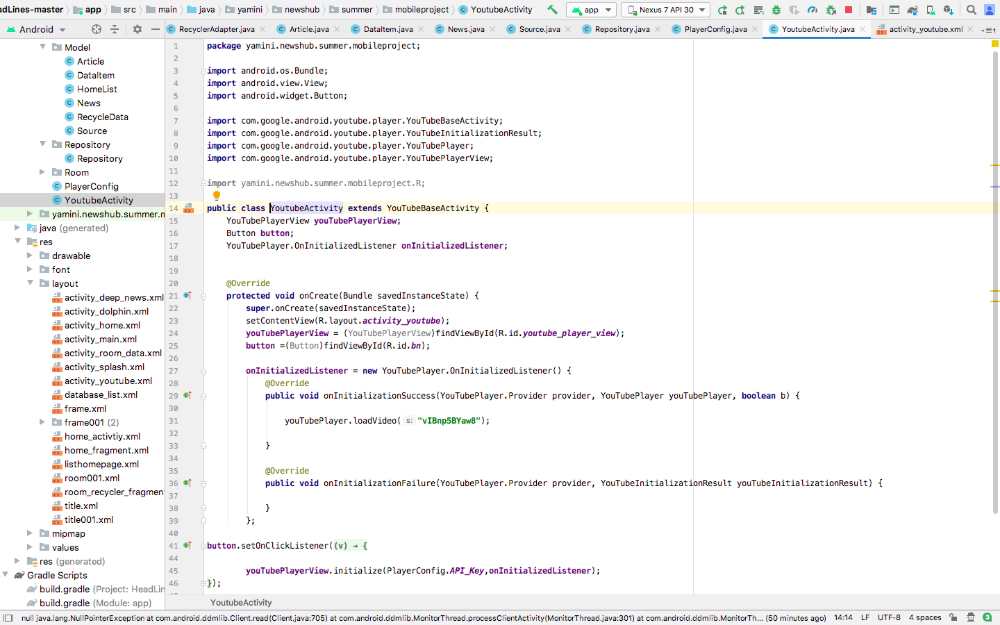 adLines-master app src main java yamini newshub summer mobileproject YoutubeActivity app Nexus 7 API 30
Android RecyclerAdapter.java Article.java DataItem.java News.java Source.java Repository.java PlayerConfig.java YoutubeActivity.java activity_youtube.xml 1
Model
Article
DataItem
HomeList
News
RecycleData
Source
Repository
Repository
Room
PlayerConfig
YoutubeActivity
yamini.newshub.summer.m
java (generated)
res
drawable
font
layout
activity_deep_news.xml
activity_dolphin.xml
activity_home.xml
activity_main.xml
activity_room_data.xml
activity_splash.xml
activity_youtube.xml
database_list.xml
frame.xml
frame001 (2)
home_activtiy.xml
home_fragment.xml
listhomepage.xml
room001.xml
room_recycler_fragment
title.xml
title001.xml
mipmap
values
res (generated)
Gradle Scripts
build.gradle (Project: HeadLin
build.gradle (Module: app)
1 package yamini.newshub.summer.mobileproject;
2
3 import android.os.Bundle;
4 import android.view.View;
5 import android.widget.Button;
6
7 import com.google.android.youtube.player.YouTubeBaseActivity;
8 import com.google.android.youtube.player.YouTubeInitializationResult;
9 import com.google.android.youtube.player.YouTubePlayer;
10 import com.google.android.youtube.player.YouTubePlayerView;
11
12 import yamini.newshub.summer.mobileproject.R;
13
14 public class YoutubeActivity extends YouTubeBaseActivity {
15 YouTubePlayerView youTubePlayerView;
16 Button button;
17 YouTubePlayer.OnInitializedListener onInitializedListener;
18
19
20 @Override
21 protected void onCreate(Bundle savedInstanceState) {
22 super.onCreate(savedInstanceState);
23 setContentView(R.layout.activity_youtube);
24 youTubePlayerView = (YouTubePlayerView)findViewById(R.id.youtube_player_view);
25 button =(Button)findViewById(R.id.bn);
26
27 onInitializedListener = new YouTubePlayer.OnInitializedListener() {
28 @Override
29 public void onInitializationSuccess(YouTubePlayer.Provider provider, YouTubePlayer youTubePlayer, boolean b) {
30
31 youTubePlayer.loadVideo( s: "vIBnp5BYaw8");
32
33 }
34
35 @Override
36 public void onInitializationFailure(YouTubePlayer.Provider provider, YouTubeInitializationResult youTubeInitializationResult) {
37
38 }
39 };
40
41 button.setOnClickListener((v) → {
44
45 youTubePlayerView.initialize(PlayerConfig.API_Key,onInitializedListener);
46 });
YoutubeActivity
null java.lang.NullPointerException at com.android.ddmlib.Client.read(Client.java:705) at com.android.ddmlib.MonitorThread.processClientActivity(MonitorThread.java:301) at com.android.ddmlib.MonitorTh... (50 minutes ago) 14:14 LF UTF-8 4 spaces 3